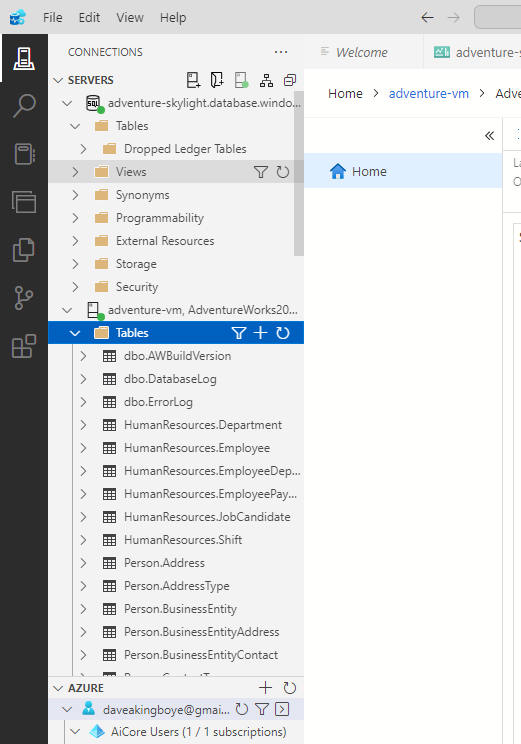 File Edit View Help
CONNECTIONS ...
Welcome adventure-s
SERVERS
Home > adventure-vm > Adve
adventure-skylight.database.windo...
Tables
Dropped Ledger Tables
Home
Views
Synonyms
Programmability
External Resources
Storage
Security
adventure-vm, AdventureWorks20...
Tables
dbo.AWBuildVersion
dbo.DatabaseLog
dbo.ErrorLog
HumanResources.Department
HumanResources.Employee
HumanResources.EmployeeDep...
HumanResources.EmployeePay...
HumanResources.JobCandidate
HumanResources.Shift
Person.Address
Person.AddressType
Person.BusinessEntity
Person.BusinessEntityAddress
Person.BusinessEntityContact
AZURE
daveakingboye@gmai...
AiCore Users (1 / 1 subscriptions)